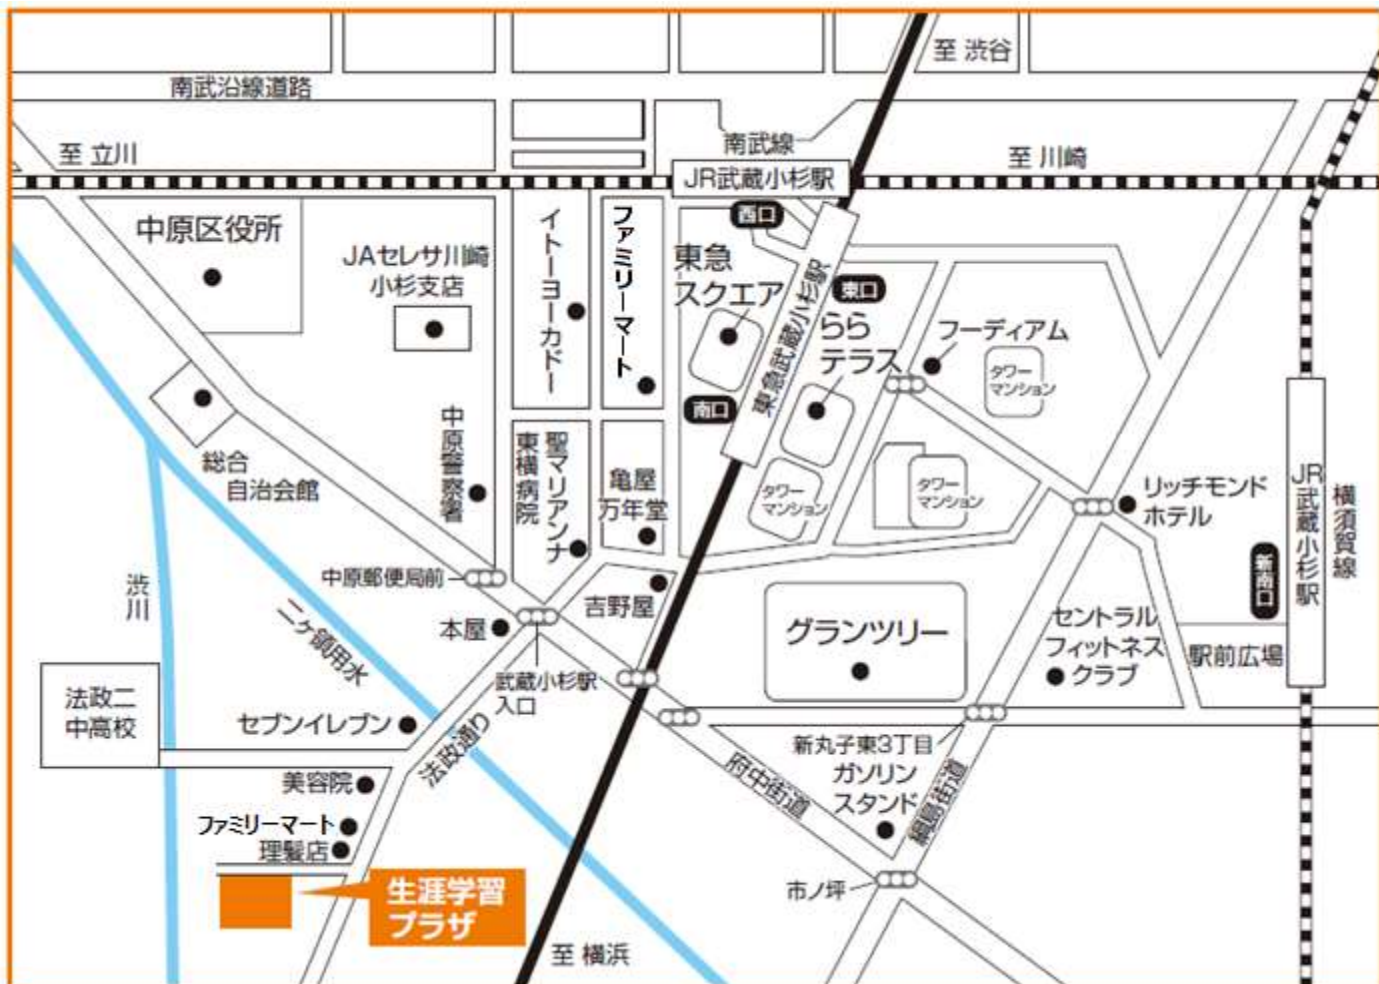 至 渋谷
南武沿線道路
南武線
至 立川
至 川崎
JR武蔵小杉駅
西口
中原区役所
JAセレサ川崎
小杉支店
イトーヨーカドー
ファミリーマート
東急
スクエア
東急武蔵小杉駅
東口
らら
テラス
フーディアム
タワー
マンション
南口
総合
自治会館
中原警察署
聖マリアンナ
東横病院
亀屋
万年堂
タワー
マンション
タワー
マンション
リッチモンド
ホテル
JR武蔵小杉駅
横須賀線
新南口
中原郵便局前
渋川
二ヶ領用水
本屋
吉野屋
武蔵小杉駅
入口
グランツリー
セントラル
フィットネス
クラブ
駅前広場
法政二
中高校
セブンイレブン
法政通り
新丸子東3丁目
ガソリン
スタンド
府中街道
綱島街道
美容院
ファミリーマート
理髪店
生涯学習
プラザ
市ノ坪
至 横浜